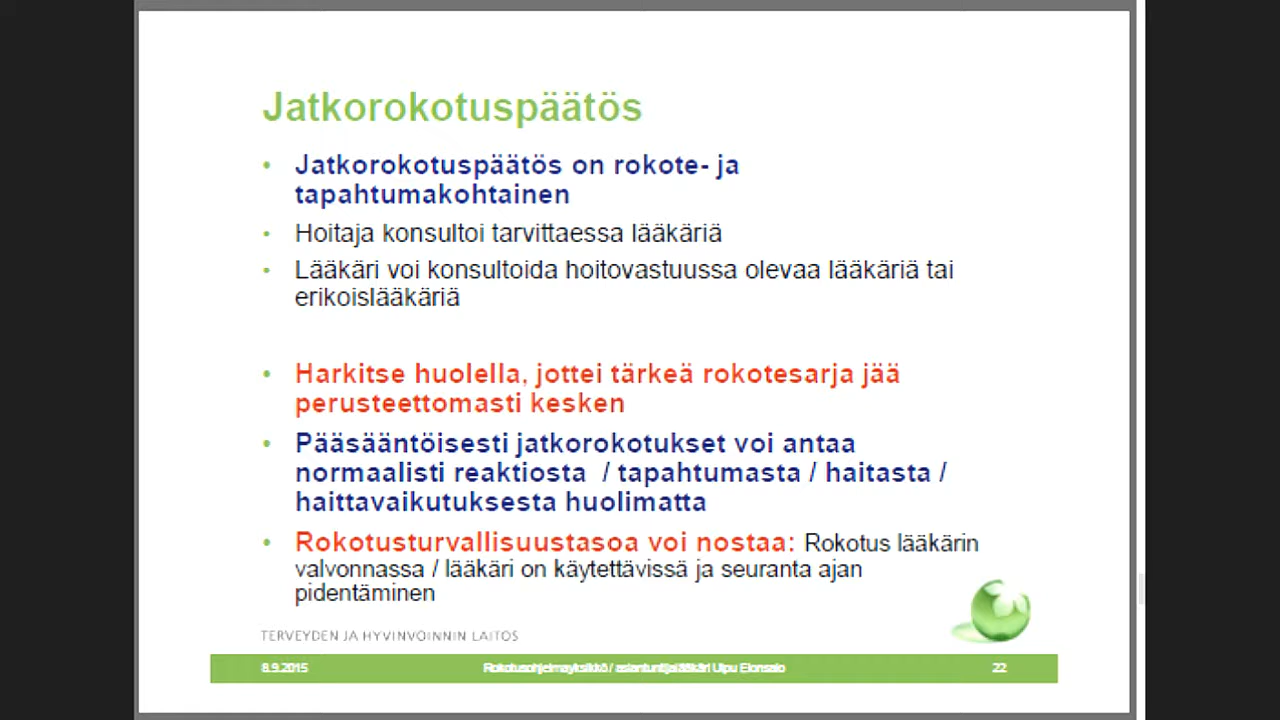 Jatkorokotuspäätös
• Jatkorokotuspäätös on rokote- ja
tapahtumakohtainen
• Hoitaja konsultoi tarvittaessa lääkäriä
• Lääkäri voi konsultoida hoitovastuussa olevaa lääkäriä tai
erikoislääkäriä
• Harkitse huolella, jottei tärkeä rokotesarja jää
perusteettomasti kesken
• Pääsääntöisesti jatkorokotukset voi antaa
normaalisti reaktiosta / tapahtumasta / haitasta /
haittavaikutuksesta huolimatta
• Rokotusturvallisuustasoa voi nostaa: Rokotus lääkärin
valvonnassa / lääkäri on käytettävissä ja seuranta ajan
pidentäminen
TERVEYDEN JA HYVINVOINNIN LAITOS
8.9.2015 / Ulpu Elonsalo 22